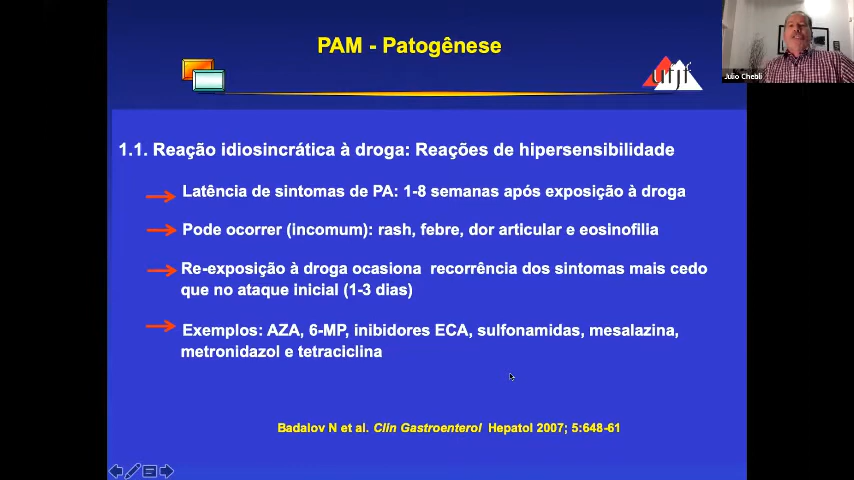 PAM - Patogênese
ufjf
Julio Chebli
1.1. Reação idiosincrática à droga: Reações de hipersensibilidade
Latência de sintomas de PA: 1-8 semanas após exposição à droga
Pode ocorrer (incomum): rash, febre, dor articular e eosinofilia
Re-exposição à droga ocasiona recorrência dos sintomas mais cedo
que no ataque inicial (1-3 dias)
Exemplos: AZA, 6-MP, inibidores ECA, sulfonamidas, mesalazina,
metronidazol e tetraciclina
Badalov N et al. Clin Gastroenterol Hepatol 2007; 5:648-61